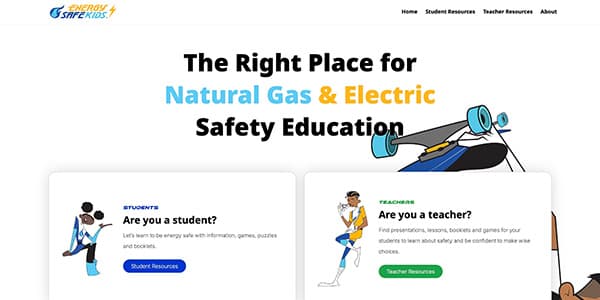 ENERGY
SAFEKIDS.
Home Student Resources Teacher Resources About
The Right Place for
Natural Gas & Electric
Safety Education
STUDENTS
Are you a student?
Let's learn to be energy safe with information, games, puzzles
and booklets.
Student Resources
TEACHERS
Are you a teacher?
Find presentations, lessons, booklets and games for your
students to learn about safety and be confident to make wise
choices.
Teacher Resources